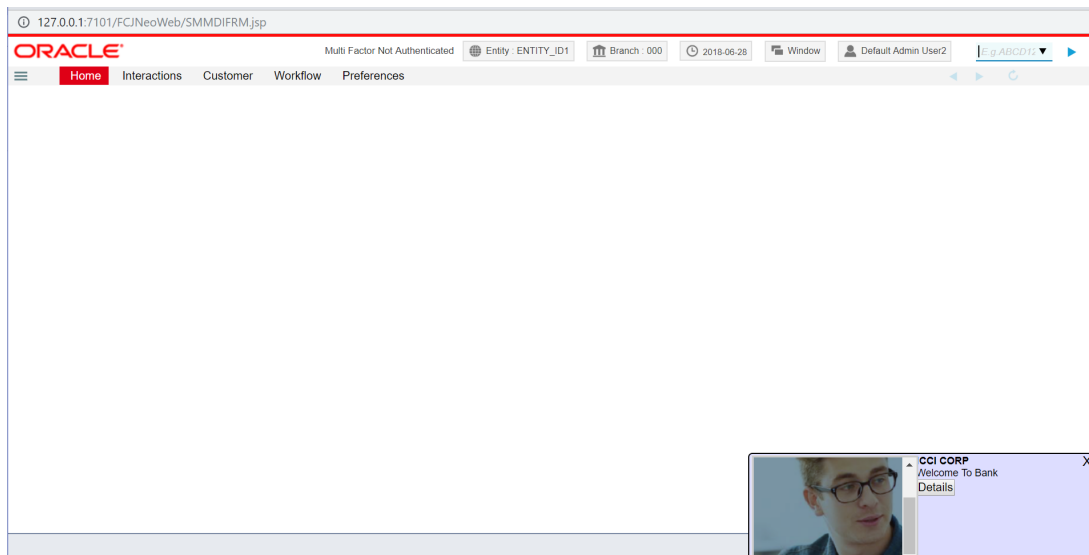 127.0.0.1:7101/FCJNeoWeb/SMMDIFRM.jsp
ORACLE Multi Factor Not Authenticated Entity : ENTITY_ID1 Branch : 000 2018-06-28 Window Default Admin User2 E.g.ABCD12
Home Interactions Customer Workflow Preferences
CCI CORP X
Welcome To Bank
Details